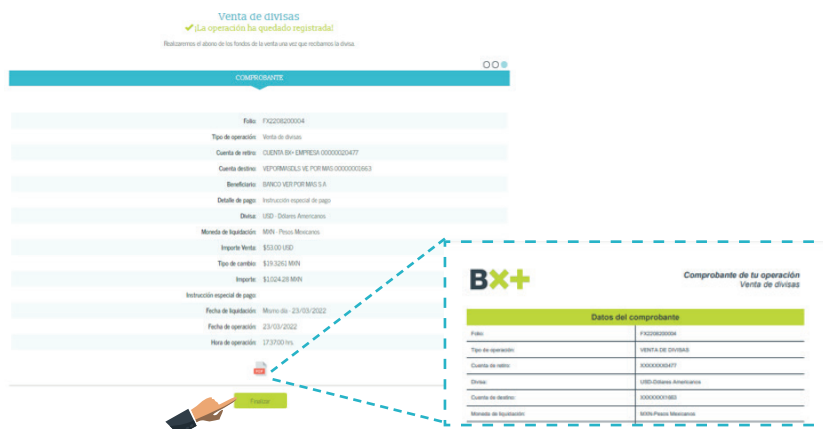 Venta de divisas
¡La operación ha quedado registrada!
Realizaremos el abono de los fondos de la venta una vez que recibamos la divisa.
COMPROBANTE
Folio: FX2208200004
Tipo de operación: Venta de divisas
Cuenta de retiro: CUENTA BX+ EMPRESA 00000020477
Cuenta destino: VEPORMASDLS VE POR MAS 00000001663
Beneficiario: BANCO VER POR MAS S.A
Detalle de pago: Instrucción especial de pago
Divisa: USD - Dólares Americanos
Moneda de liquidación: MXN - Pesos Mexicanos
Importe Venta: $53.00 USD
Tipo de cambio: $19.3261 MXN
Importe: $1,024.28 MXN
Instrucción especial de pago:
Fecha de liquidación: Mismo día - 23/03/2022
Fecha de operación: 23/03/2022
Hora de operación: 17:37:00 hrs
PDF
Finalizar
BX+
Comprobante de tu operación
Venta de divisas
Datos del comprobante
Folio: FX2208200004
Tipo de operación: VENTA DE DIVISAS
Cuenta de retiro: XXXXXXX0477
Divisa: USD-Dólares Americanos
Cuenta de destino:
Moneda de liquidación: MXN-Pesos Mexicanos